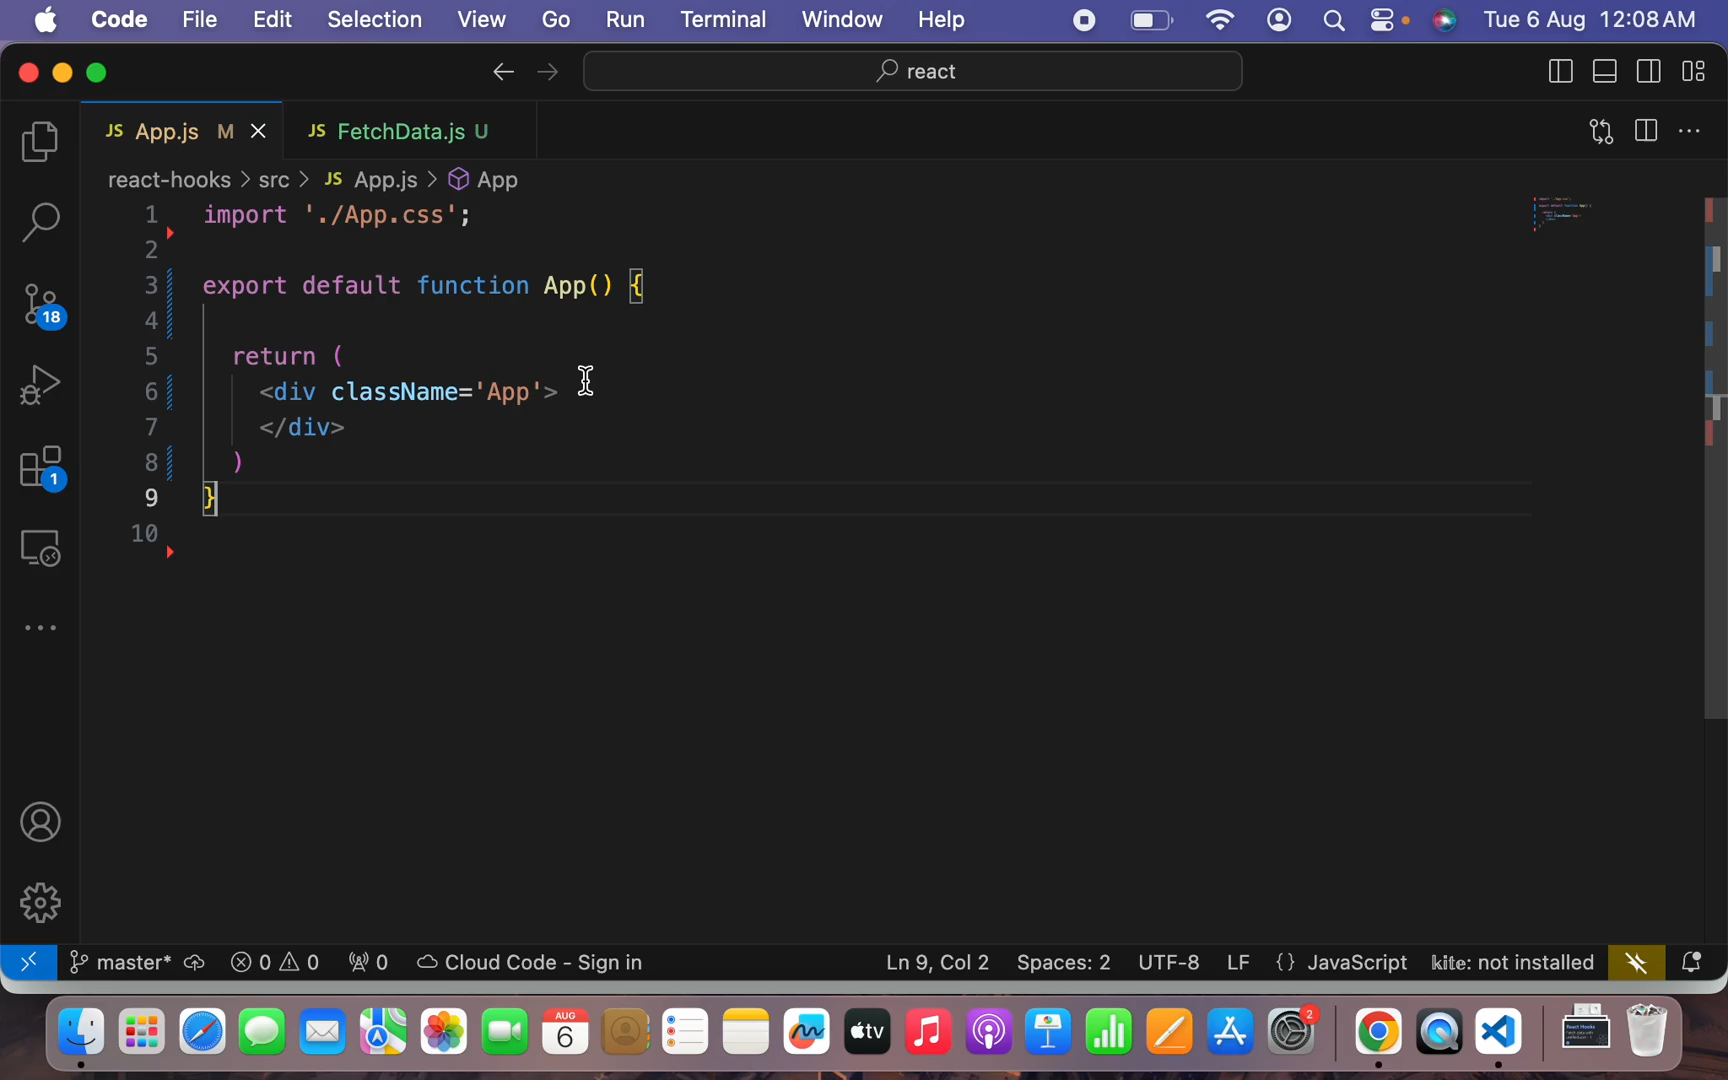 Code File Edit Selection View Go Run Terminal Window Help Tue 6 Aug 12:08 AM
react
JS App.js M JS FetchData.js U
react-hooks > src > JS App.js > App
1 import './App.css';
2
3 export default function App() {
4
5 return (
6 <div className='App'>
7 </div>
8 )
9 }
10
18
1
master* 0 0 0 Cloud Code - Sign in Ln 9, Col 2 Spaces: 2 UTF-8 LF {} JavaScript kite: not installed
AUG
6
tv
2
React Hooks